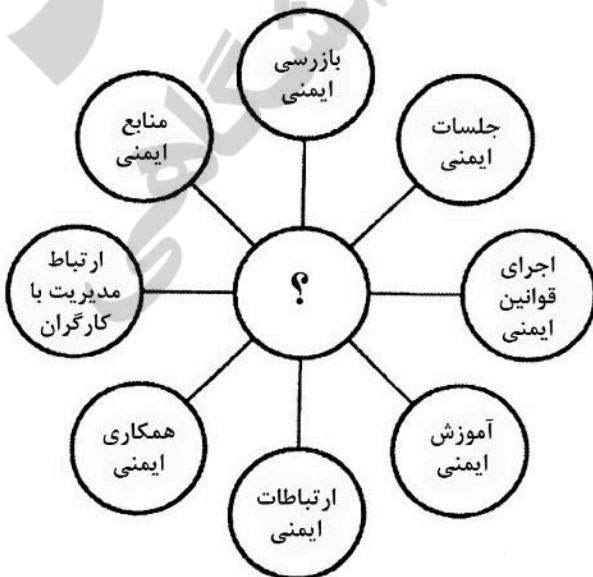 بازرسی
ایمنی
جلسات
ایمنی
اجرای
قوانین
ایمنی
آموزش
ایمنی
ارتباطات
ایمنی
همکاری
ایمنی
ارتباط
مدیریت با
کارگران
منابع
ایمنی
؟